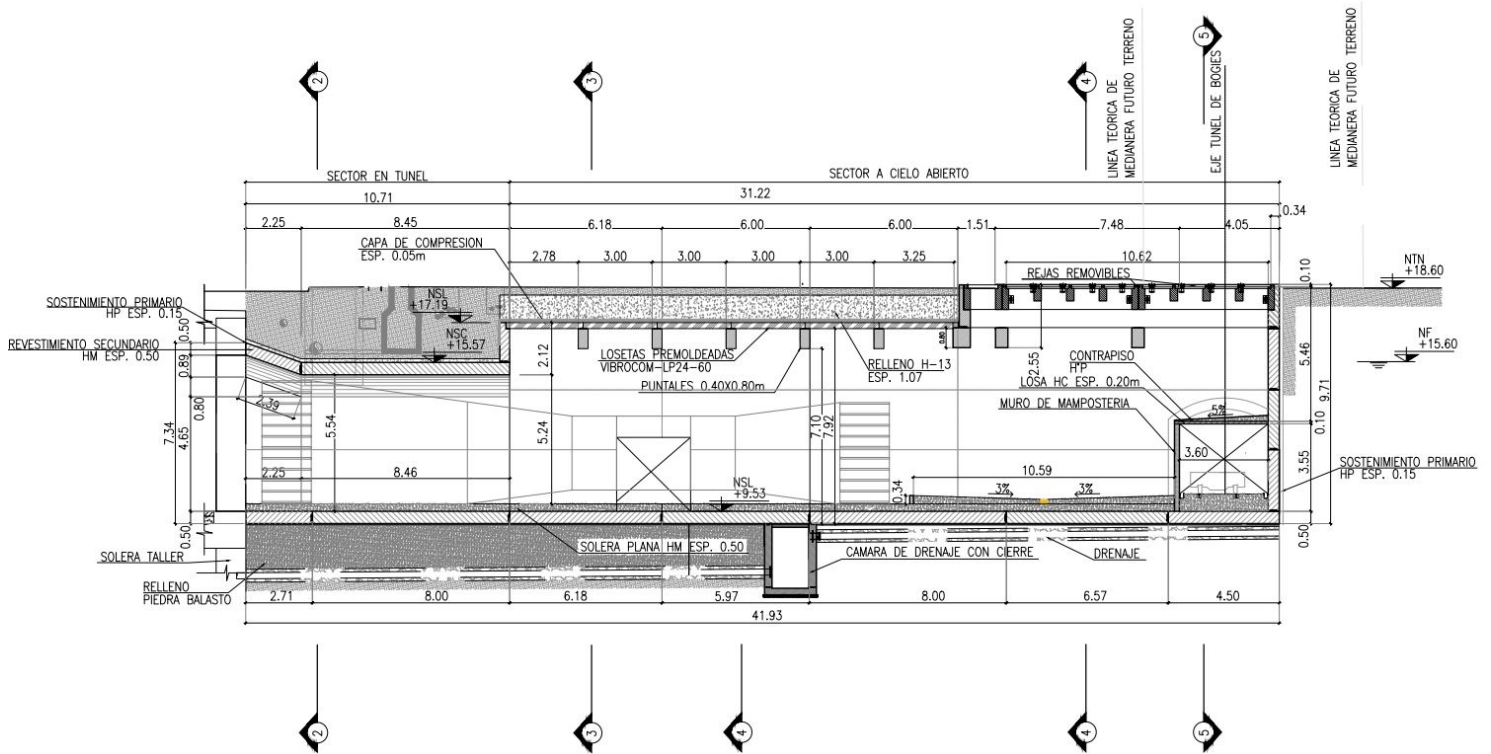 2
3
4
5
LINEA TEORICA DE
MEDIANERA FUTURO TERRENO
EJE TUNEL DE BOGIES
LINEA TEORICA DE
MEDIANERA FUTURO TERRENO
SECTOR EN TUNEL
SECTOR A CIELO ABIERTO
10.71
31.22
0.34
2.25
8.45
6.18
6.00
6.00
1.51
7.48
4.05
CAPA DE COMPRESION
ESP. 0.05m
2.78
3.00
3.00
3.00
3.00
3.25
10.62
REJAS REMOVIBLES
0.10
NTN
+18.60
SOSTENIMIENTO PRIMARIO
HP ESP. 0.15
NSL
+17.19
0.50
REVESTIMIENTO SECUNDARIO
HM ESP. 0.50
NSC
+15.57
0.89
2.12
LOSETAS PREMOLDEADAS
VIBROCOM-LP24-60
PUNTALES 0.40X0.80m
RELLENO H-13
ESP. 1.07
0.80
2.55
CONTRAPISO
HºP
LOSA HC ESP. 0.20m
MURO DE MAMPOSTERIA
5.46
9.71
NF
+15.60
2.39
0.80
7.34
4.65
5.54
5.24
7.10
7.92
5%
0.10
3.60
3.55
2.25
8.46
10.59
0.34
3%
3%
NSL
+9.53
SOSTENIMIENTO PRIMARIO
HP ESP. 0.15
0.50
0.50
SOLERA TALLER
SOLERA PLANA HM ESP. 0.50
CAMARA DE DRENAJE CON CIERRE
DRENAJE
RELLENO
PIEDRA BALASTO
2.71
8.00
6.18
5.97
8.00
6.57
4.50
41.93
2
3
4
4
5